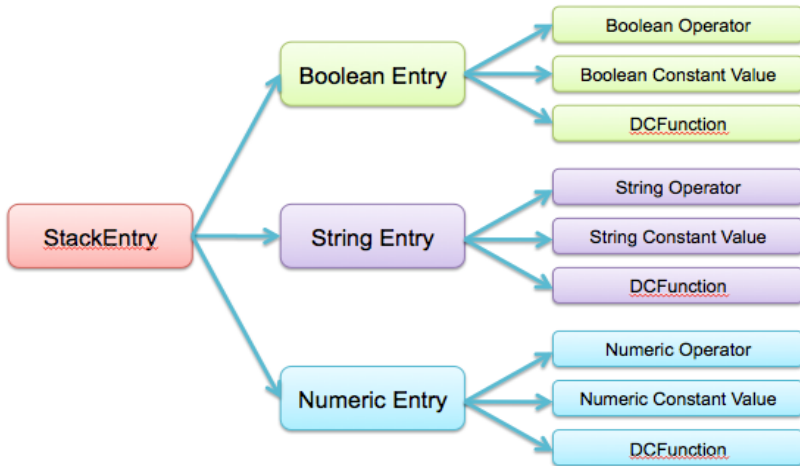 StackEntry
Boolean Entry
Boolean Operator
Boolean Constant Value
DCFunction
String Entry
String Operator
String Constant Value
DCFunction
Numeric Entry
Numeric Operator
Numeric Constant Value
DCFunction